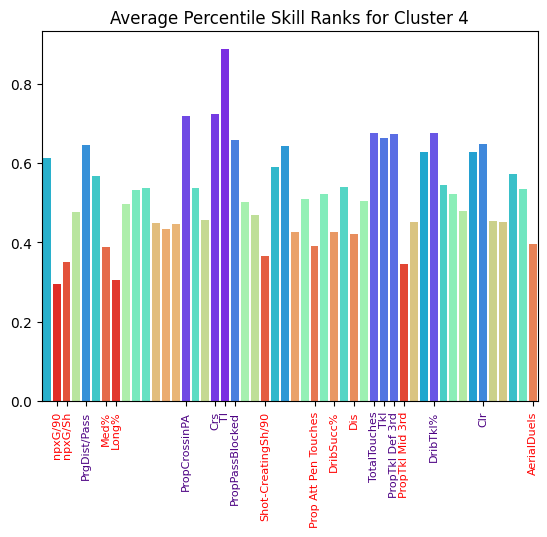 Average Percentile Skill Ranks for Cluster 4
0.8
0.6
0.4
0.2
0.0
npxG/90
npxG/Sh
PrgDist/Pass
Med%
Long%
PropCrossinPA
Crs
TI
PropPassBlocked
Shot-CreatingSh/90
Prop Att Pen Touches
DribSucc%
Dis
TotalTouches
Tkl
PropTkl Def 3rd
PropTkl Mid 3rd
DribTkl%
Clr
AerialDuels